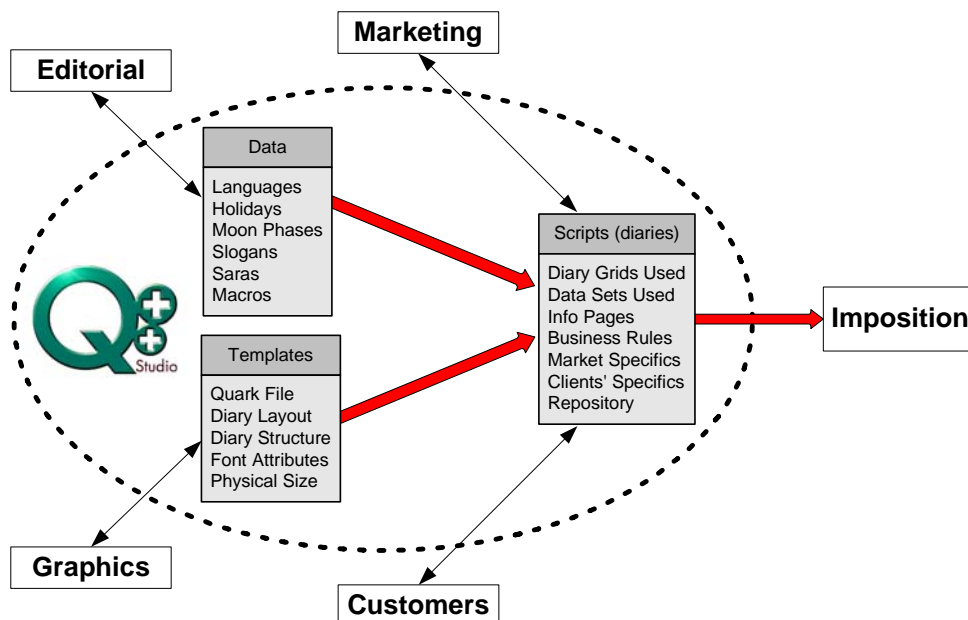 Marketing
Editorial
Data
Languages
Holidays
Moon Phases
Slogans
Saras
Macros
Scripts (diaries)
Diary Grids Used
Data Sets Used
Info Pages
Business Rules
Market Specifics
Clients' Specifics
Repository
Imposition
Q++
Studio
Templates
Quark File
Diary Layout
Diary Structure
Font Attributes
Physical Size
Graphics
Customers